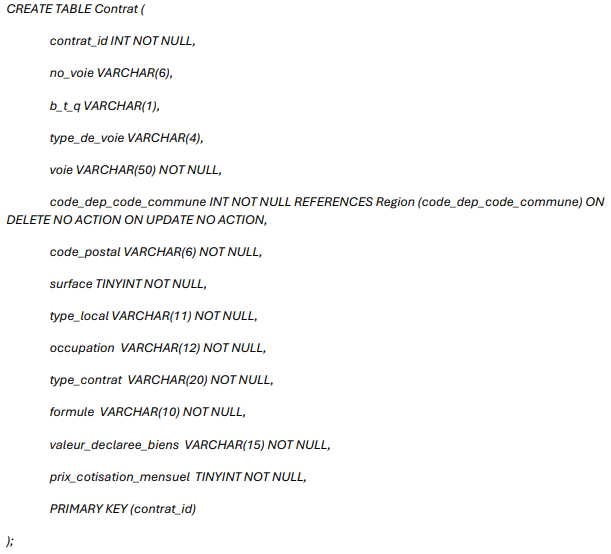 CREATE TABLE Contrat (
contrat_id INT NOT NULL,
no_voie VARCHAR(6),
b_t_q VARCHAR(1),
type_de_voie VARCHAR(4),
voie VARCHAR(50) NOT NULL,
code_dep_code_commune INT NOT NULL REFERENCES Region (code_dep_code_commune) ON
DELETE NO ACTION ON UPDATE NO ACTION,
code_postal VARCHAR(6) NOT NULL,
surface TINYINT NOT NULL,
type_local VARCHAR(11) NOT NULL,
occupation VARCHAR(12) NOT NULL,
type_contrat VARCHAR(20) NOT NULL,
formule VARCHAR(10) NOT NULL,
valeur_declaree_biens VARCHAR(15) NOT NULL,
prix_cotisation_mensuel TINYINT NOT NULL,
PRIMARY KEY (contrat_id)
);